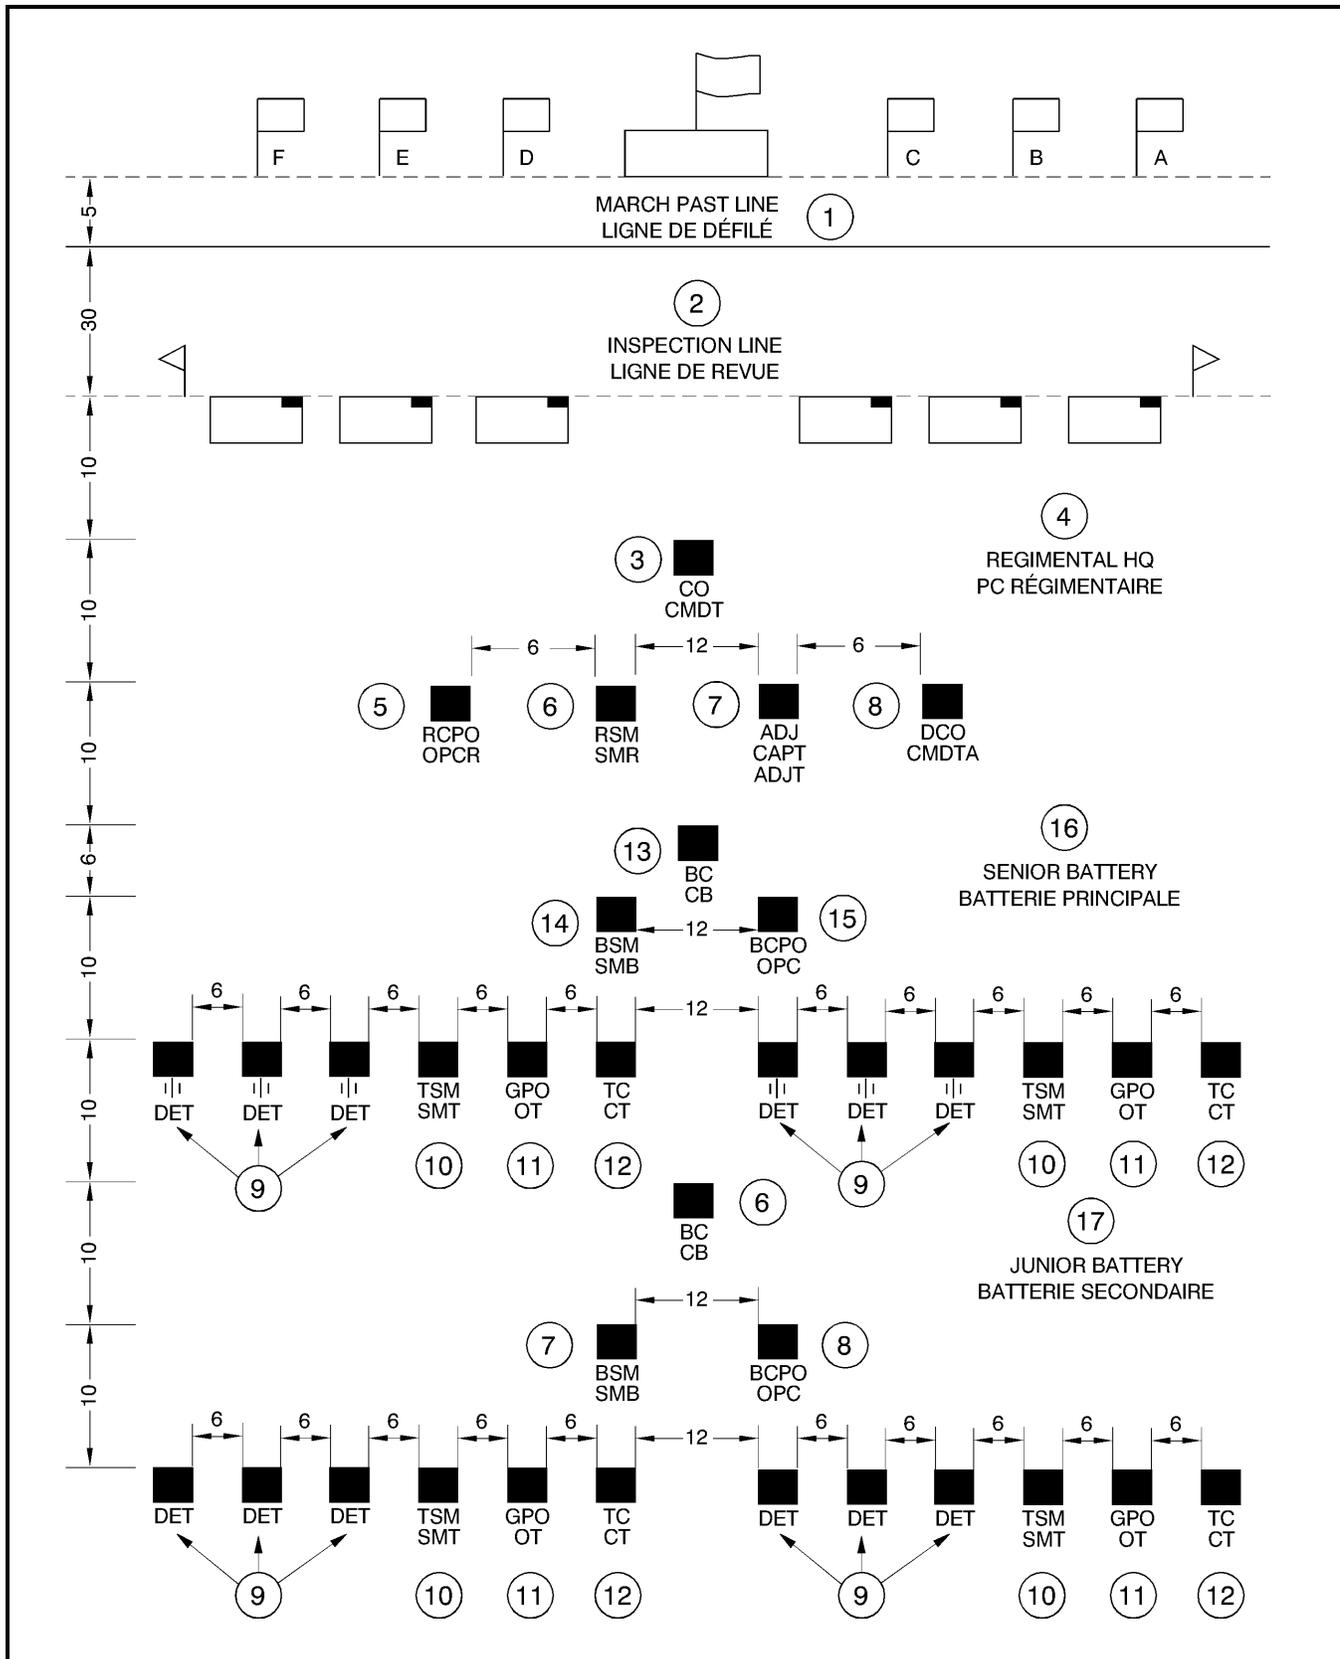 F E D C B A
5
MARCH PAST LINE
LIGNE DE DÉFILÉ
1
30
2
INSPECTION LINE
LIGNE DE REVUE
10
4
REGIMENTAL HQ
PC RÉGIMENTAIRE
10
3
CO
CMDT
6 12 6
10
5 6 7 8
RCPO RSM ADJ DCO
OPCR SMR CAPT CMDTA
ADJT
6
16
SENIOR BATTERY
BATTERIE PRINCIPALE
13
BC
CB
10
14 12 15
BSM BCPO
SMB OPC
6 6 6 6 6 12 6 6 6 6 6
10
DET DET DET TSM GPO TC DET DET DET TSM GPO TC
SMT OT CT SMT OT CT
9 10 11 12 9 10 11 12
10
6
BC
CB
17
JUNIOR BATTERY
BATTERIE SECONDAIRE
12
10
7 8
BSM BCPO
SMB OPC
6 6 6 6 6 12 6 6 6 6 6
DET DET DET TSM GPO TC DET DET DET TSM GPO TC
SMT OT CT SMT OT CT
9 10 11 12 9 10 11 12